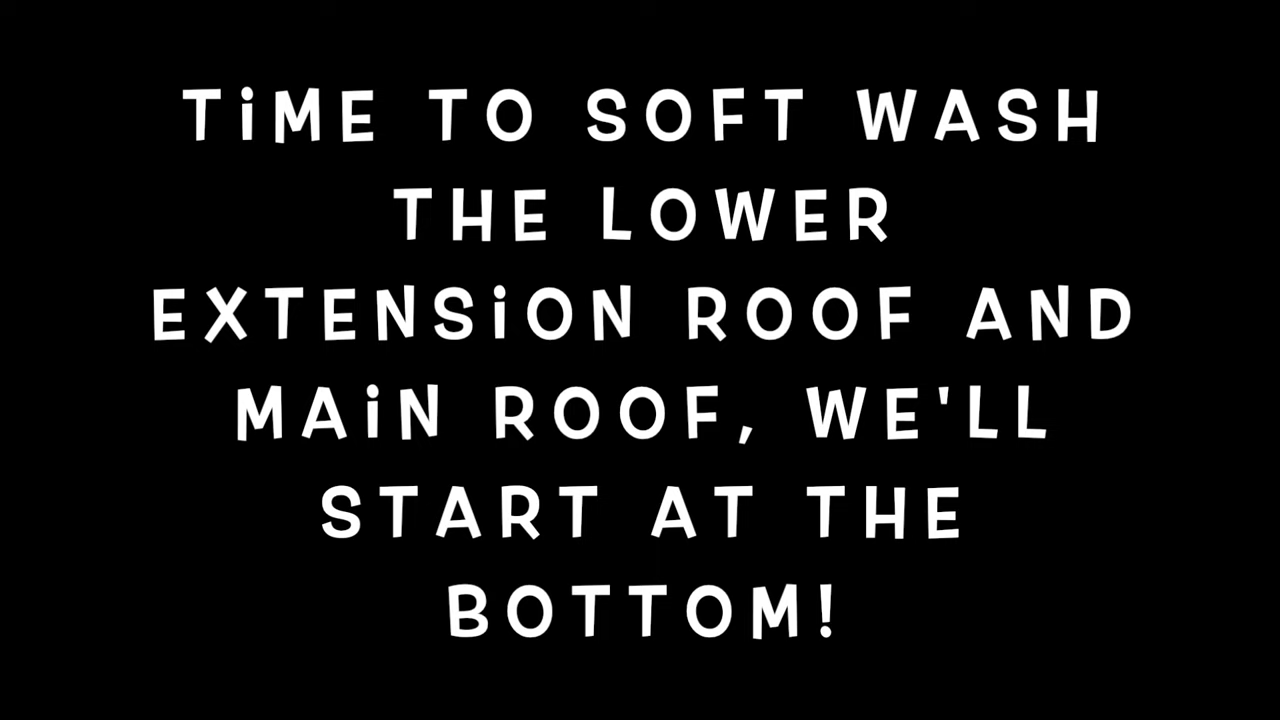 TiME TO SOFT WASH
THE LOWER
EXTENSiON ROOF AND
MAiN ROOF, WE'LL
START AT THE
BOTTOM!